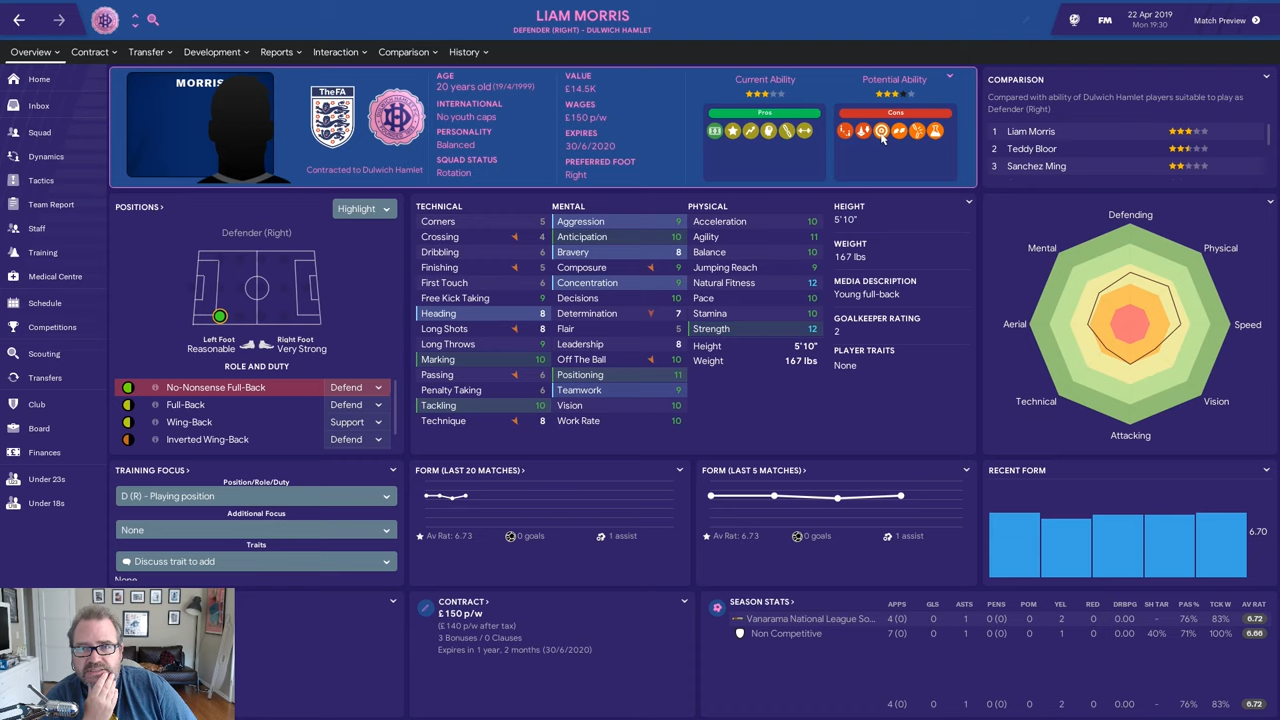 LIAM MORRIS
DEFENDER (RIGHT) - DULWICH HAMLET
FM
22 Apr 2019
Mon 19:30
Match Preview
Overview
Contract
Transfer
Development
Reports
Interaction
Comparison
History
Home
Inbox
Squad
Dynamics
Tactics
Team Report
Staff
Training
Medical Centre
Schedule
Competitions
Scouting
Transfers
Club
Board
Finances
Under 23s
Under 18s
MORRIS
TheFA
Contracted to Dulwich Hamlet
AGE
20 years old (19/4/1999)
INTERNATIONAL
No youth caps
PERSONALITY
Balanced
SQUAD STATUS
Rotation
VALUE
£14.5K
WAGES
£150 p/w
EXPIRES
30/6/2020
PREFERRED FOOT
Right
Current Ability
Pros
Potential Ability
Cons
COMPARISON
Compared with ability of Dulwich Hamlet players suitable to play as
Defender (Right)
1 Liam Morris
2 Teddy Bloor
3 Sanchez Ming
POSITIONS
Highlight
Defender (Right)
Left Foot
Reasonable
Right Foot
Very Strong
ROLE AND DUTY
No-Nonsense Full-Back Defend
Full-Back Defend
Wing-Back Support
Inverted Wing-Back Defend
TECHNICAL
Corners 5
Crossing 4
Dribbling 6
Finishing 5
First Touch 6
Free Kick Taking 9
Heading 8
Long Shots 8
Long Throws 9
Marking 10
Passing 6
Penalty Taking 6
Tackling 10
Technique 8
MENTAL
Aggression 9
Anticipation 10
Bravery 8
Composure 9
Concentration 9
Decisions 10
Determination 7
Flair 5
Leadership 8
Off The Ball 10
Positioning 11
Teamwork 9
Vision 10
Work Rate 10
PHYSICAL
Acceleration 10
Agility 11
Balance 10
Jumping Reach 9
Natural Fitness 12
Pace 10
Stamina 10
Strength 12
Height 5'10"
Weight 167 lbs
HEIGHT
5'10"
WEIGHT
167 lbs
MEDIA DESCRIPTION
Young full-back
GOALKEEPER RATING
2
PLAYER TRAITS
None
Defending
Physical
Speed
Vision
Attacking
Technical
Aerial
Mental
TRAINING FOCUS
Position/Role/Duty
D (R) - Playing position
Additional Focus
None
Traits
Discuss trait to add
None
FORM (LAST 20 MATCHES)
Av Rat: 6.73
0 goals
1 assist
FORM (LAST 5 MATCHES)
Av Rat: 6.73
0 goals
1 assist
RECENT FORM
6.70
CONTRACT
£150 p/w
(£140 p/w after tax)
3 Bonuses / 0 Clauses
Expires in 1 year, 2 months (30/6/2020)
SEASON STATS
APPS GLS ASTS PENS POM YEL RED DRBPG SH TAR PAS % TCK W AV RAT
Vanarama National League So... 4 (0) 0 1 0 (0) 0 2 0 0.00 - 76% 83% 6.72
Non Competitive 7 (0) 0 1 0 (0) 0 1 0 0.00 40% 71% 100% 6.66
4 (0) 0 1 0 (0) 0 2 0 0.00 - 76% 83% 6.72